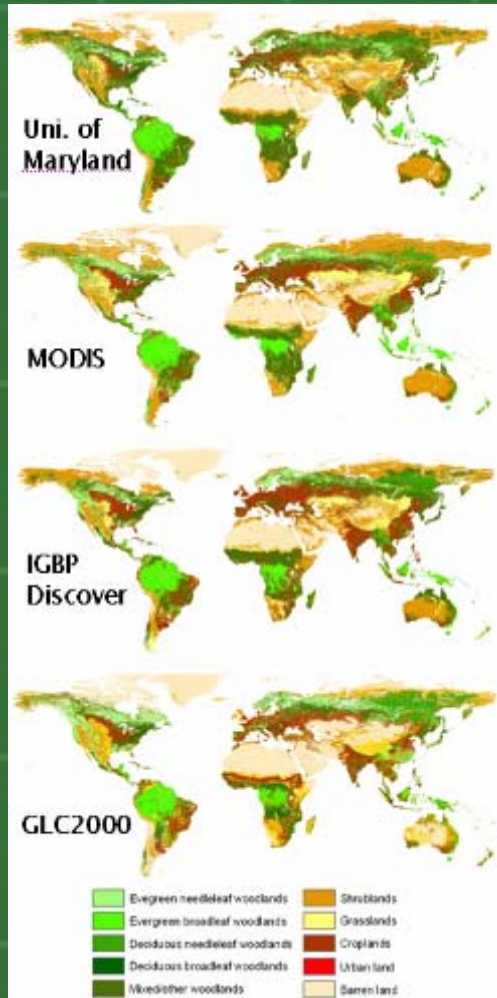 Uni. of
Maryland
MODIS
IGBP
Discover
GLC2000
Evegreen needleleaf woodlands
Evergreen broadleaf woodlands
Deciduous needleleaf woodlands
Deciduous broadleaf woodlands
Mixed/other woodlands
Shrublands
Grasslands
Croplands
Urban land
Barren land